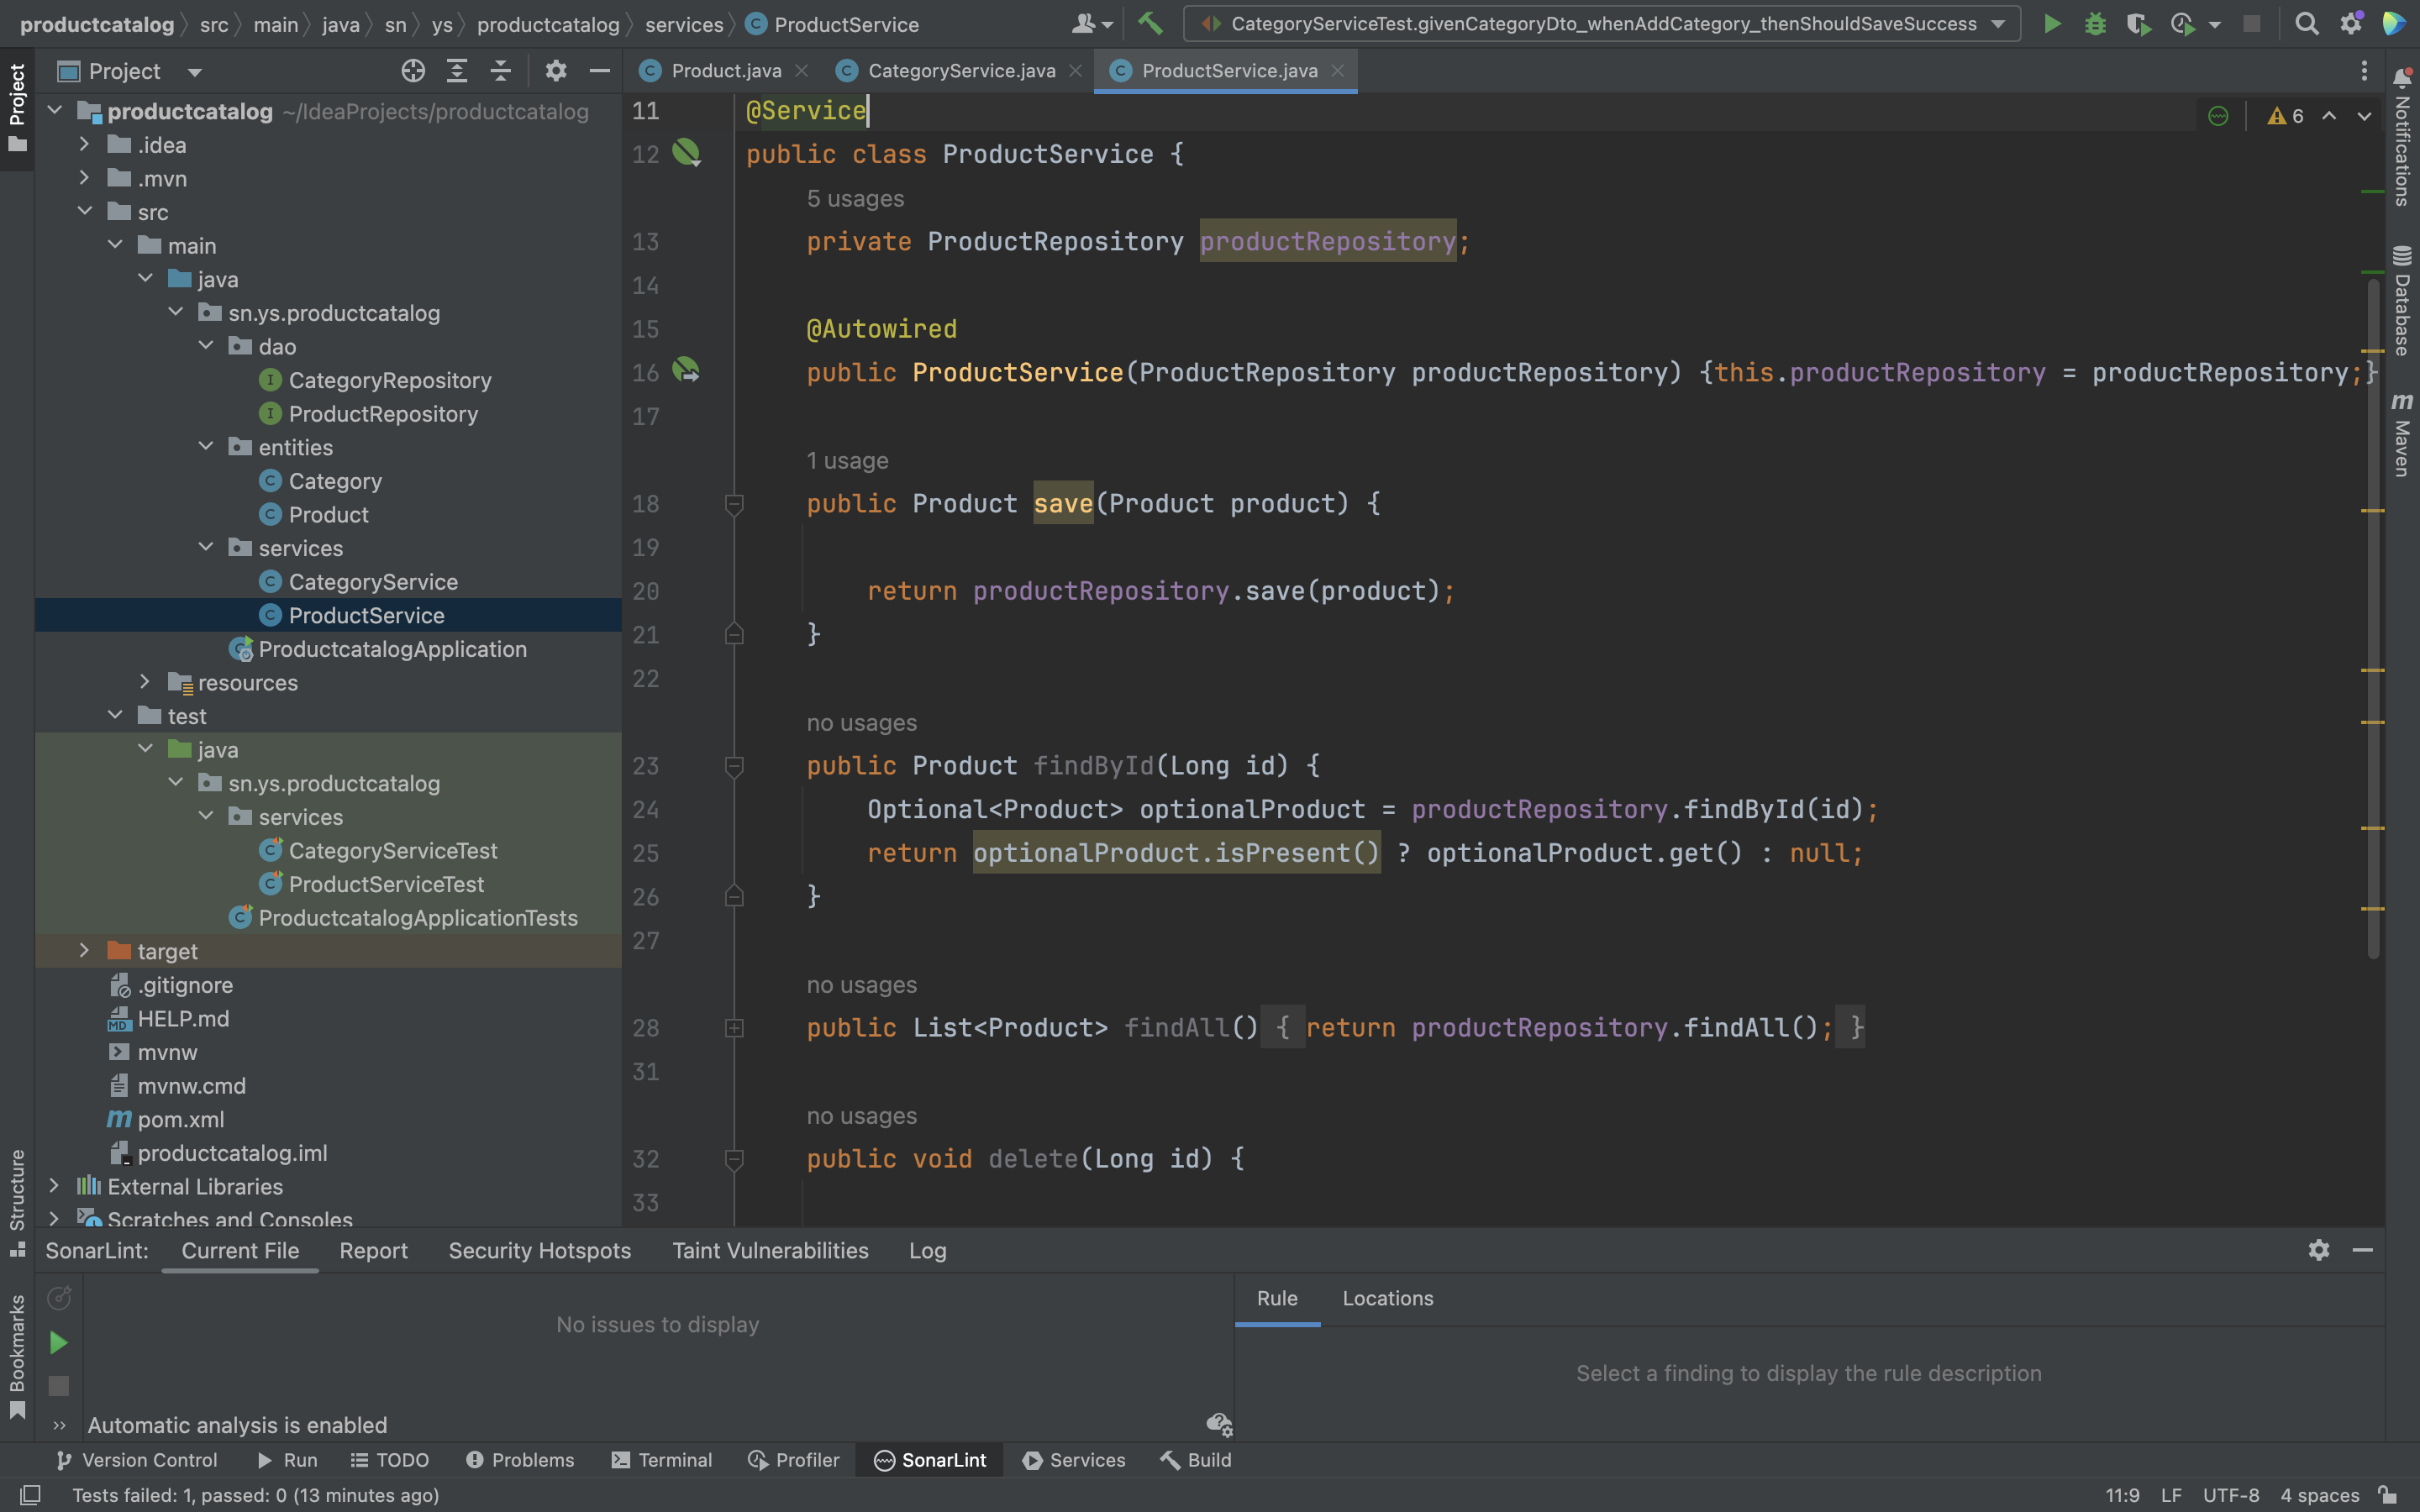 productcatalog src main java sn ys productcatalog services ProductService
CategoryServiceTest.givenCategoryDto_whenAddCategory_thenShouldSaveSuccess
Project
Product.java CategoryService.java ProductService.java
Project
Structure
Bookmarks
productcatalog ~/IdeaProjects/productcatalog
.idea
.mvn
src
main
java
sn.ys.productcatalog
dao
CategoryRepository
ProductRepository
entities
Category
Product
services
CategoryService
ProductService
ProductcatalogApplication
resources
test
java
sn.ys.productcatalog
services
CategoryServiceTest
ProductServiceTest
ProductcatalogApplicationTests
target
.gitignore
HELP.md
mvnw
mvnw.cmd
pom.xml
productcatalog.iml
External Libraries
Scratches and Consoles
11 @Service
6
12 public class ProductService {
5 usages
13 private ProductRepository productRepository;
14
15 @Autowired
16 public ProductService(ProductRepository productRepository) {this.productRepository = productRepository;}
17
1 usage
18 public Product save(Product product) {
19
20 return productRepository.save(product);
21 }
22
no usages
23 public Product findById(Long id) {
24 Optional<Product> optionalProduct = productRepository.findById(id);
25 return optionalProduct.isPresent() ? optionalProduct.get() : null;
26 }
27
no usages
28 public List<Product> findAll() { return productRepository.findAll(); }
31
no usages
32 public void delete(Long id) {
33
Notifications
Database
m Maven
SonarLint: Current File Report Security Hotspots Taint Vulnerabilities Log
No issues to display
Automatic analysis is enabled
Rule Locations
Select a finding to display the rule description
Version Control Run TODO Problems Terminal Profiler SonarLint Services Build
Tests failed: 1, passed: 0 (13 minutes ago)
11:9 LF UTF-8 4 spaces